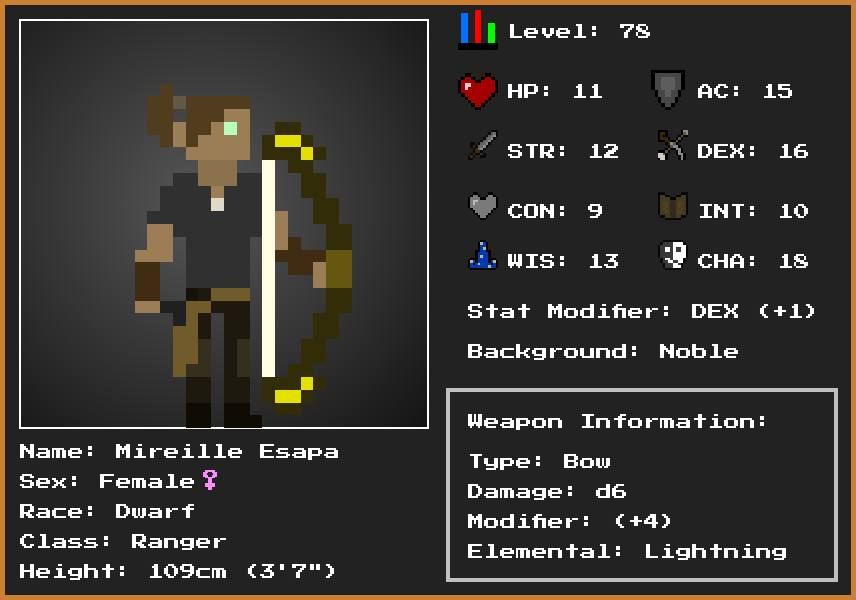 Level: 78
HP: 11 AC: 15
STR: 12 DEX: 16
CON: 9 INT: 10
WIS: 13 CHA: 18
Stat Modifier: DEX (+1)
Background: Noble
Weapon Information:
Type: Bow
Damage: d6
Modifier: (+4)
Elemental: Lightning
Name: Mireille Esapa
Sex: Female♀
Race: Dwarf
Class: Ranger
Height: 109cm (3'7")